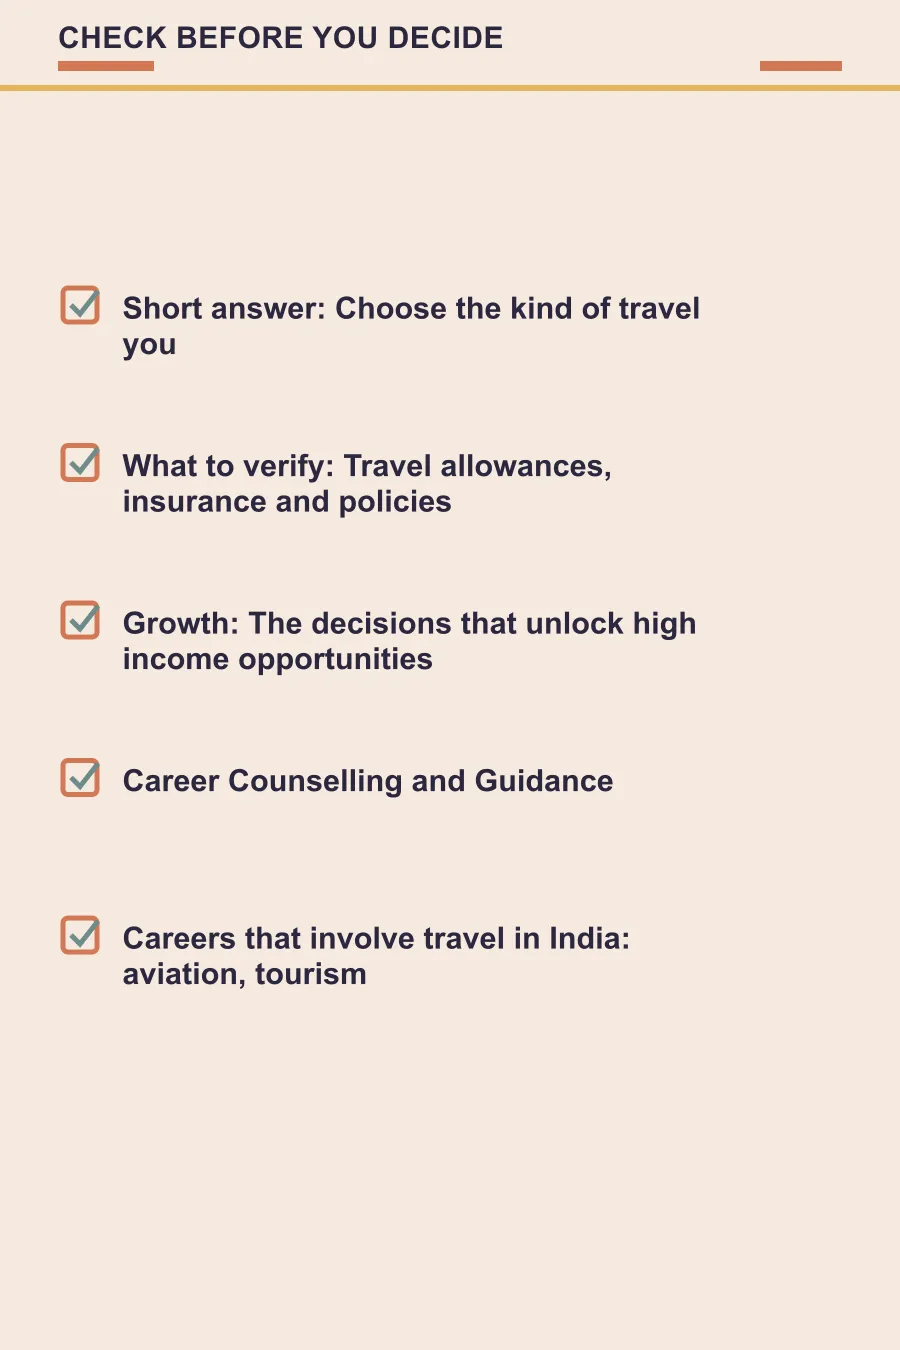 CHECK BEFORE YOU DECIDE
Short answer: Choose the kind of travel
you
What to verify: Travel allowances,
insurance and policies
Growth: The decisions that unlock high
income opportunities
Career Counselling and Guidance
Careers that involve travel in India:
aviation, tourism